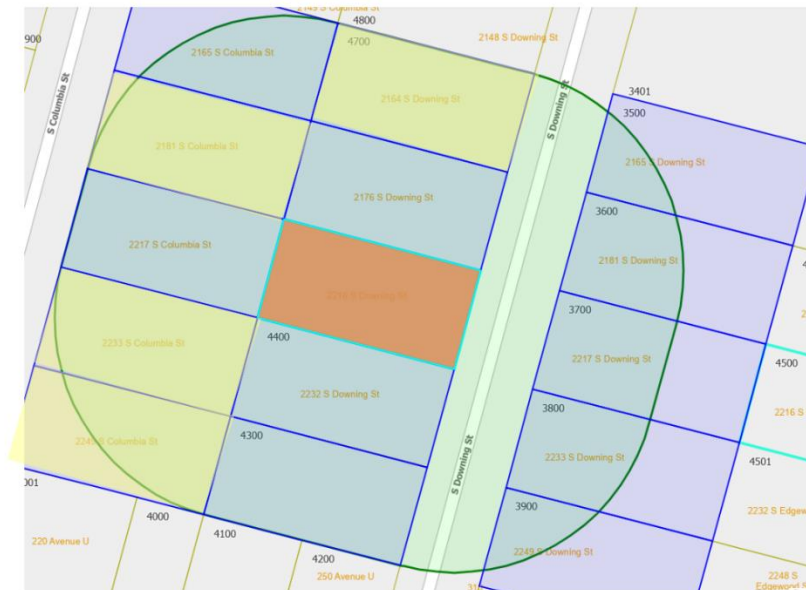 2149 S Columbia St
4800
4700
2148 S Downing St
900
2165 S Columbia St
2164 S Downing St
S Downing St
3401
3500
S Columbia St
2181 S Columbia St
2165 S Downing St
2176 S Downing St
3600
2217 S Columbia St
2181 S Downing St
2216 S Downing St
3700
4400
2233 S Columbia St
2217 S Downing St
4500
2232 S Downing St
3800
2216 S
4300
2249 S Columbia St
S Downing St
2233 S Downing St
4501
001
3900
2232 S Edgew
4000
4100
4200
220 Avenue U
250 Avenue U
2249 S Downing St
2248 S
Edgewood S